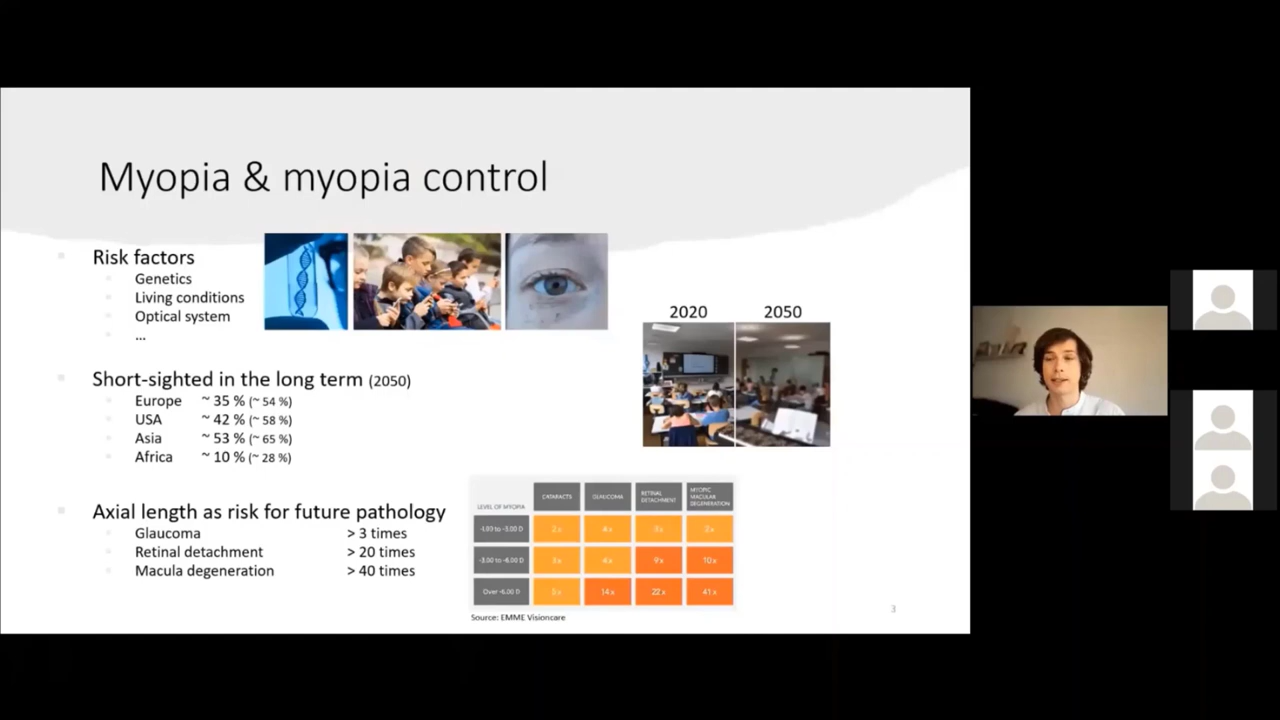 Myopia & myopia control
Risk factors
Genetics
Living conditions
Optical system
...
Short-sighted in the long term (2050)
Europe ~ 35 % (~ 54 %)
USA ~ 42 % (~ 58 %)
Asia ~ 53 % (~ 65 %)
Africa ~ 10 % (~ 28 %)
2020 2050
Axial length as risk for future pathology
Glaucoma > 3 times
Retinal detachment > 20 times
Macula degeneration > 40 times
LEVEL OF MYOPIA
CATARACTS
GLAUCOMA
RETINAL
DETACHMENT
MYOPIC
MACULAR
DEGENERATION
-1.00 to -3.00 D 2 x 4 x 2 x
-3.00 to -6.00 D 3 x 4 x 9 x 10 x
Over -6.00 D 14 x 22 x 41 x
Source: EMME Visioncare
3